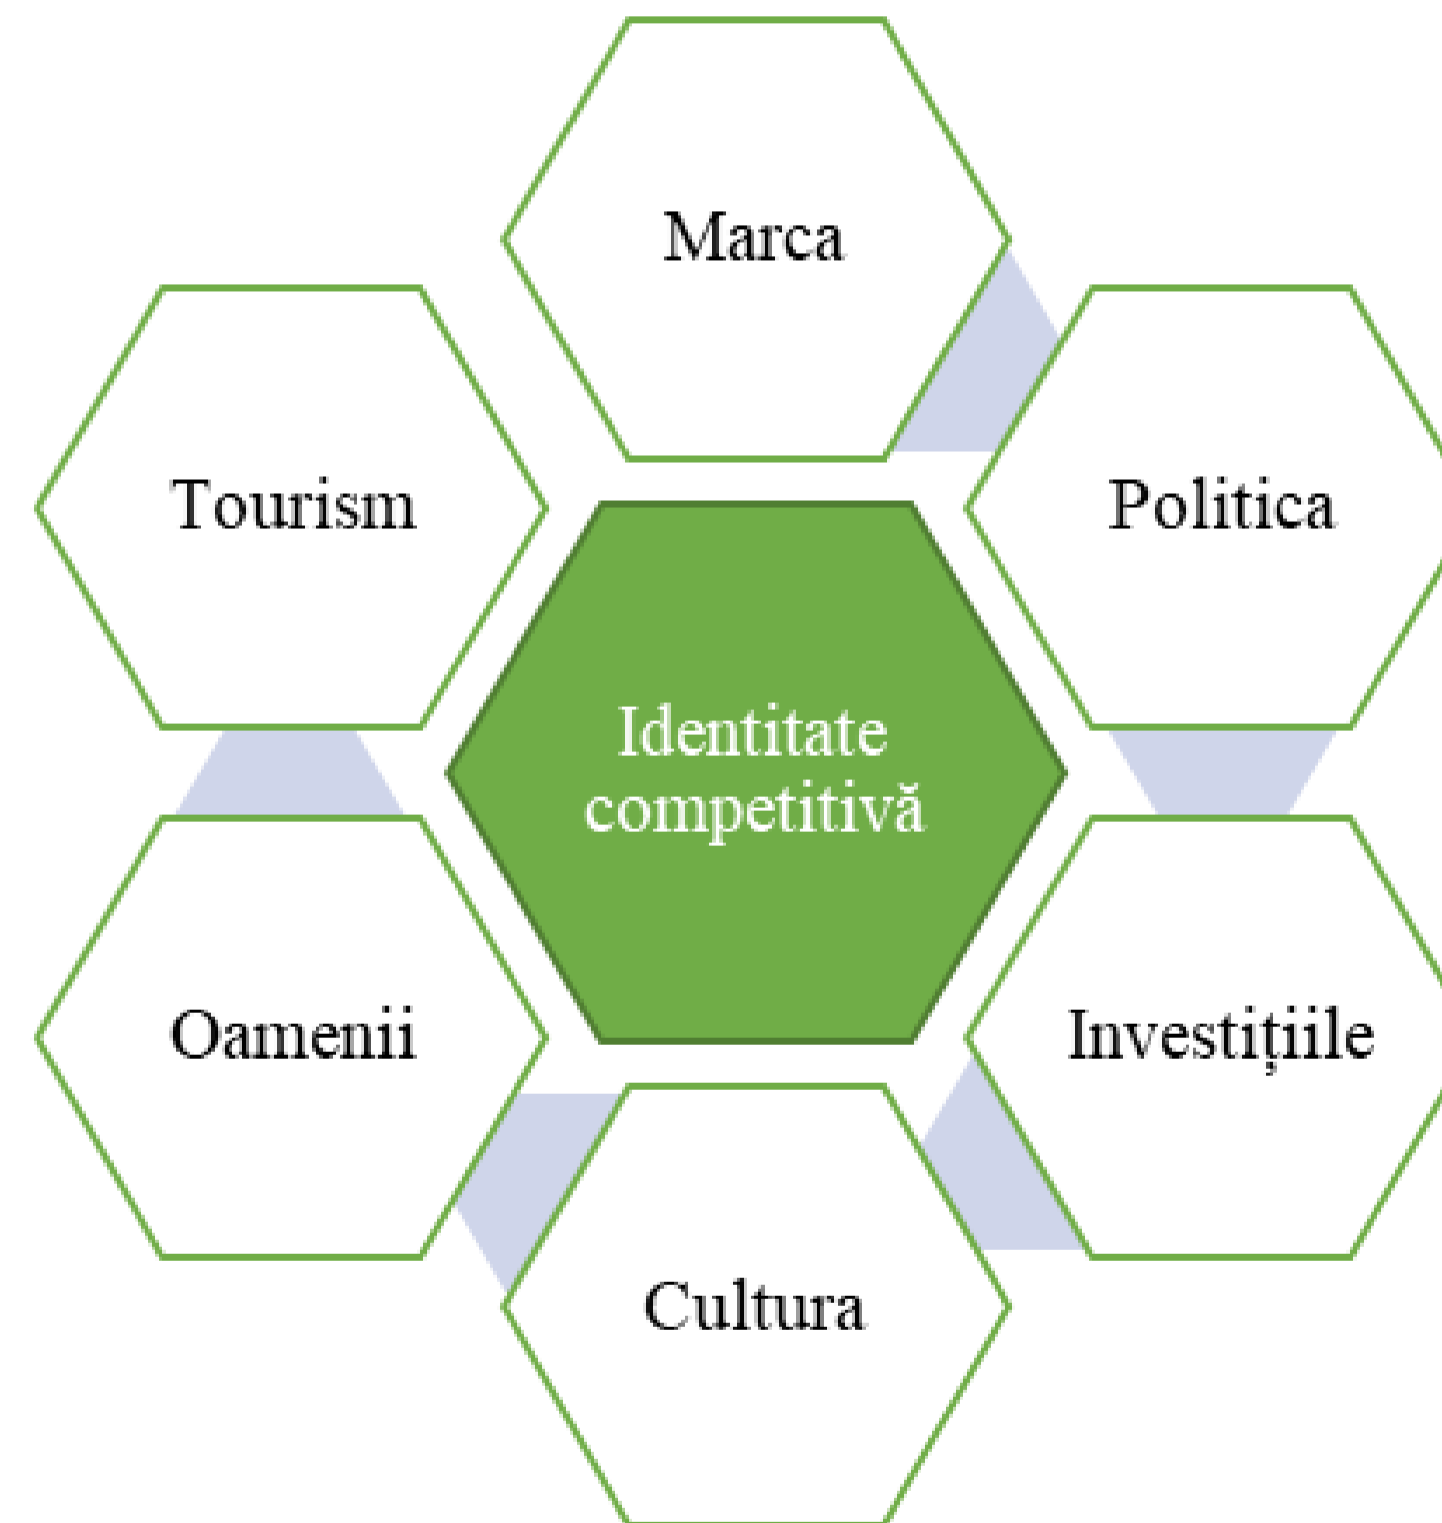 Marca
Tourism
Politica
Identitate
competitivă
Oamenii
Investițiile
Cultura